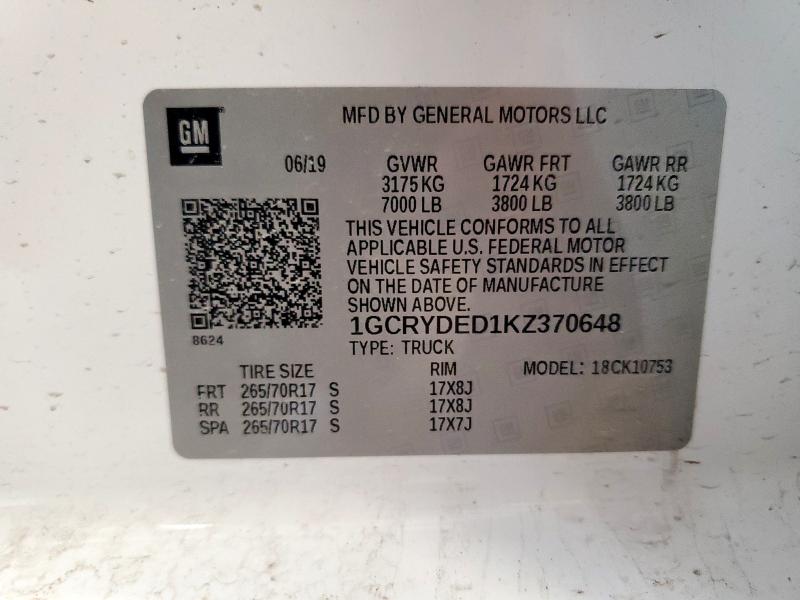 GM
MFD BY GENERAL MOTORS LLC
06/19 GVWR GAWR FRT GAWR RR
3175 KG 1724 KG 1724 KG
7000 LB 3800 LB 3800 LB
THIS VEHICLE CONFORMS TO ALL
APPLICABLE U.S. FEDERAL MOTOR
VEHICLE SAFETY STANDARDS IN EFFECT
ON THE DATE OF MANUFACTURE
SHOWN ABOVE.
1GCRYDED1KZ370648
8624
TYPE: TRUCK
TIRE SIZE RIM MODEL: 18CK10753
FRT 265/70R17 S 17X8J
RR 265/70R17 S 17X8J
SPA 265/70R17 S 17X7J